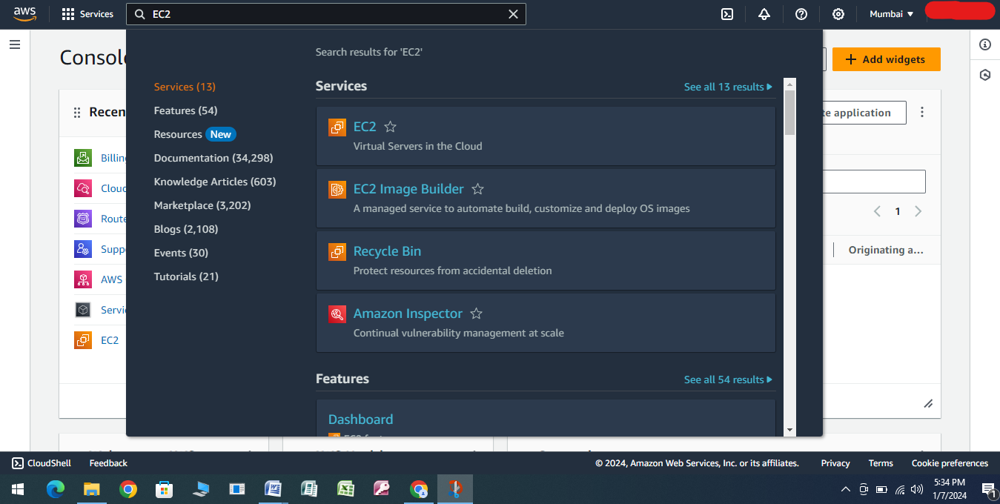 aws
Services
EC2
Mumbai
Console
Add widgets
Search results for 'EC2'
Services (13)
Features (54)
Resources New
Documentation (34,298)
Knowledge Articles (603)
Marketplace (3,202)
Blogs (2,108)
Events (30)
Tutorials (21)
Services
See all 13 results
EC2
Virtual Servers in the Cloud
EC2 Image Builder
A managed service to automate build, customize and deploy OS images
Recycle Bin
Protect resources from accidental deletion
Amazon Inspector
Continual vulnerability management at scale
Features
See all 54 results
Dashboard
Recen
Billing
Cloud
Route
Suppo
AWS
Servi
EC2
te application
1
Originating a...
CloudShell
Feedback
© 2024, Amazon Web Services, Inc. or its affiliates.
Privacy
Terms
Cookie preferences
5:34 PM
1/7/2024
1